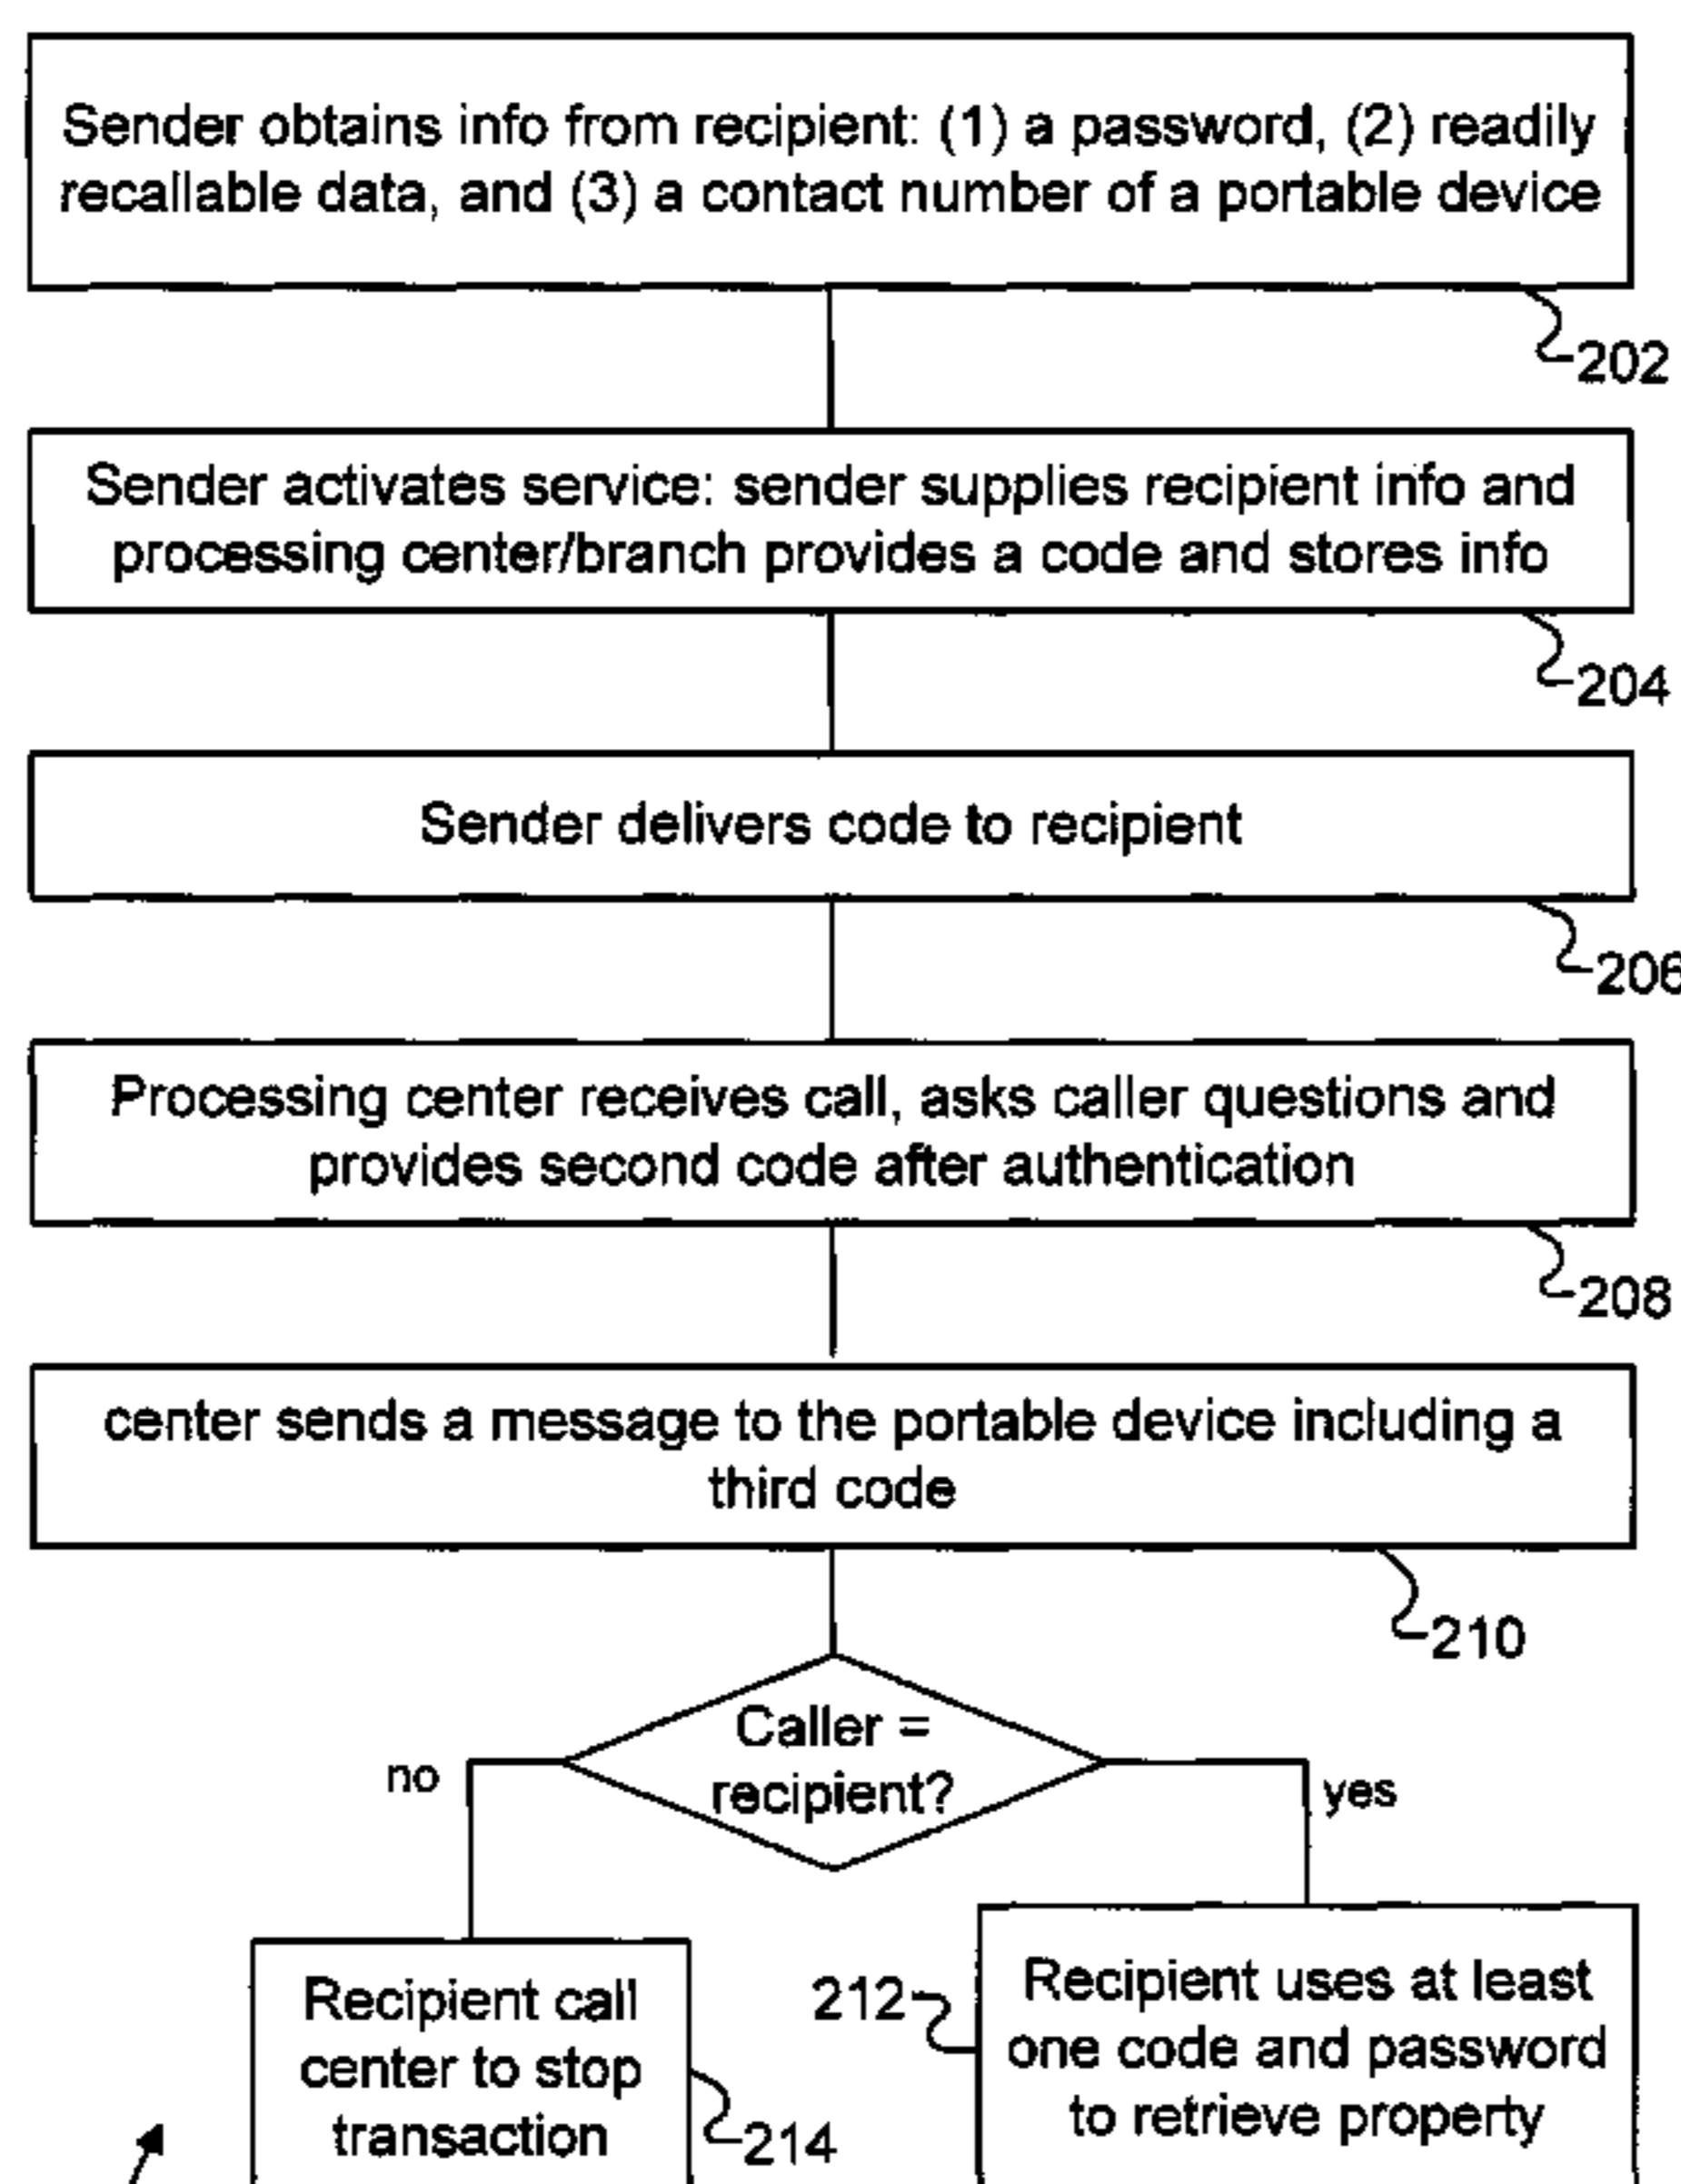 Sender obtains info from recipient: (1) a password, (2) readily
recallable data, and (3) a contact number of a portable device
202
Sender activates service: sender supplies recipient info and
processing center/branch provides a code and stores info
204
Sender delivers code to recipient
206
Processing center receives call, asks caller questions and
provides second code after authentication
208
center sends a message to the portable device including a
third code
210
Caller =
recipient?
no
yes
Recipient call
center to stop
transaction
214
212
Recipient uses at least
one code and password
to retrieve property